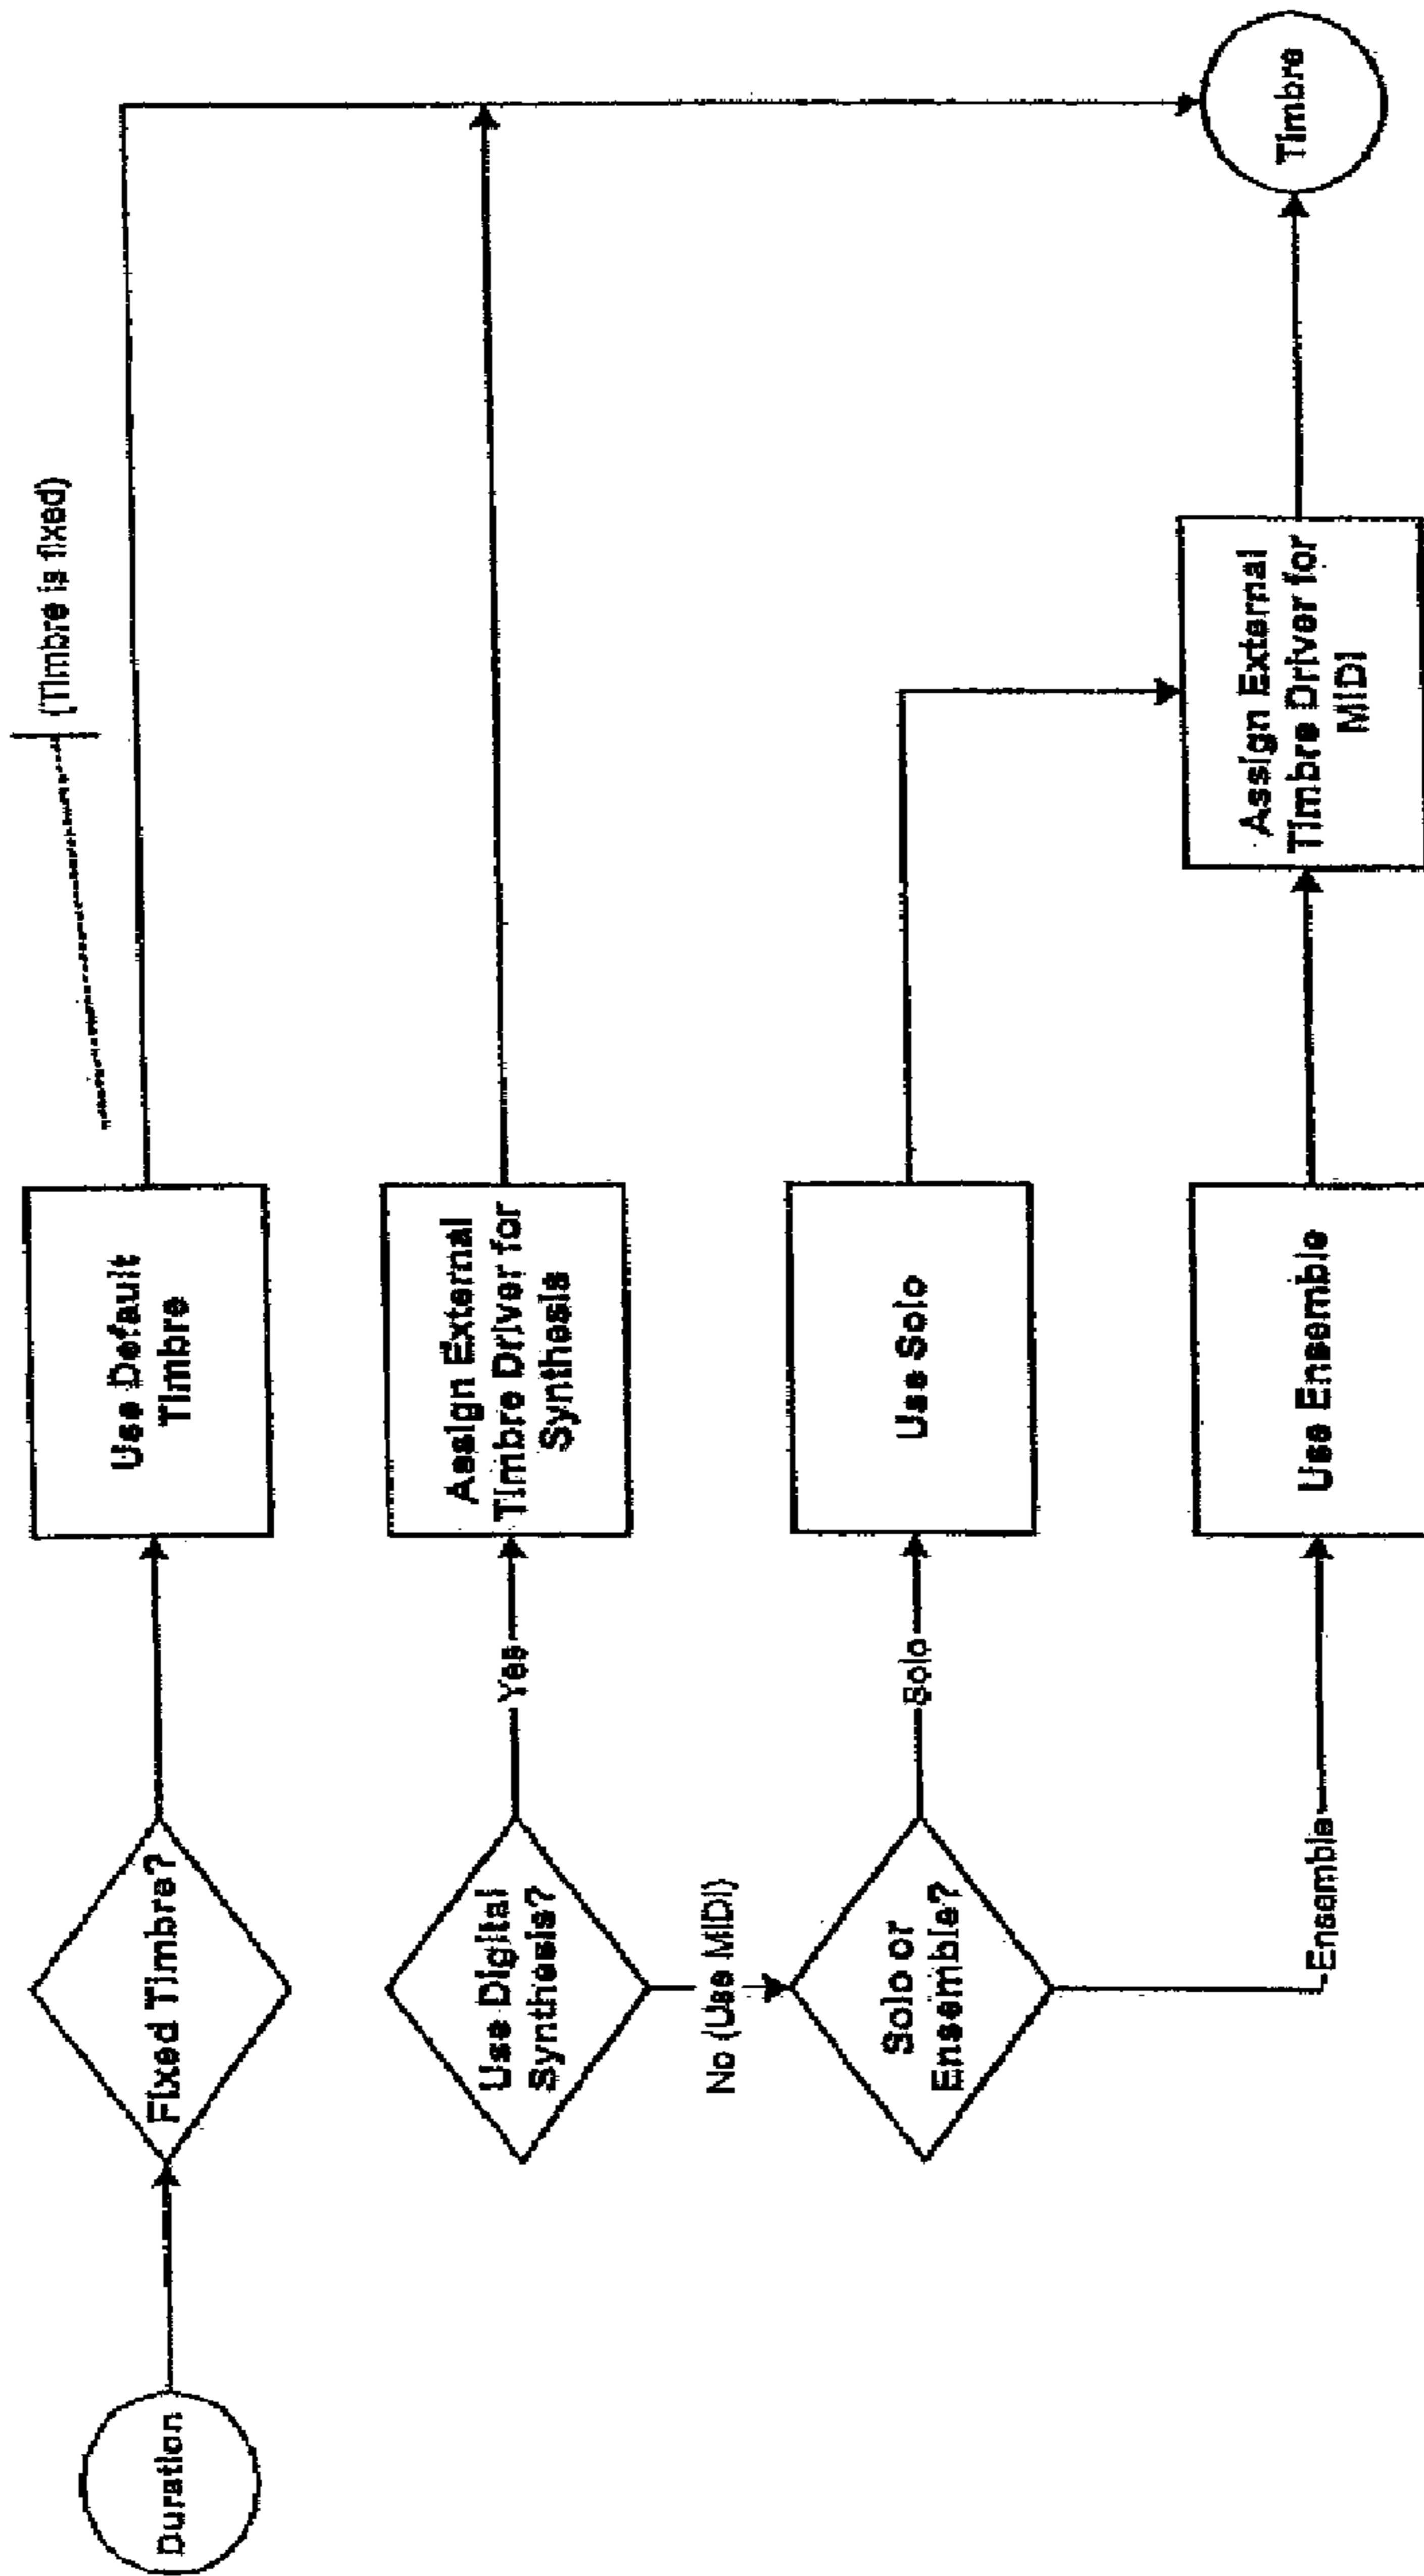 Duration
Fixed Timbre?
Use Default
Timbre
(Timbre is fixed)
Use Digital
Synthesis?
Yes
Assign External
Timbre Driver for
Synthesis
No (Use MIDI)
Solo or
Ensemble?
Solo
Use Solo
Ensemble
Use Ensemble
Assign External
Timbre Driver for
MIDI
Timbre